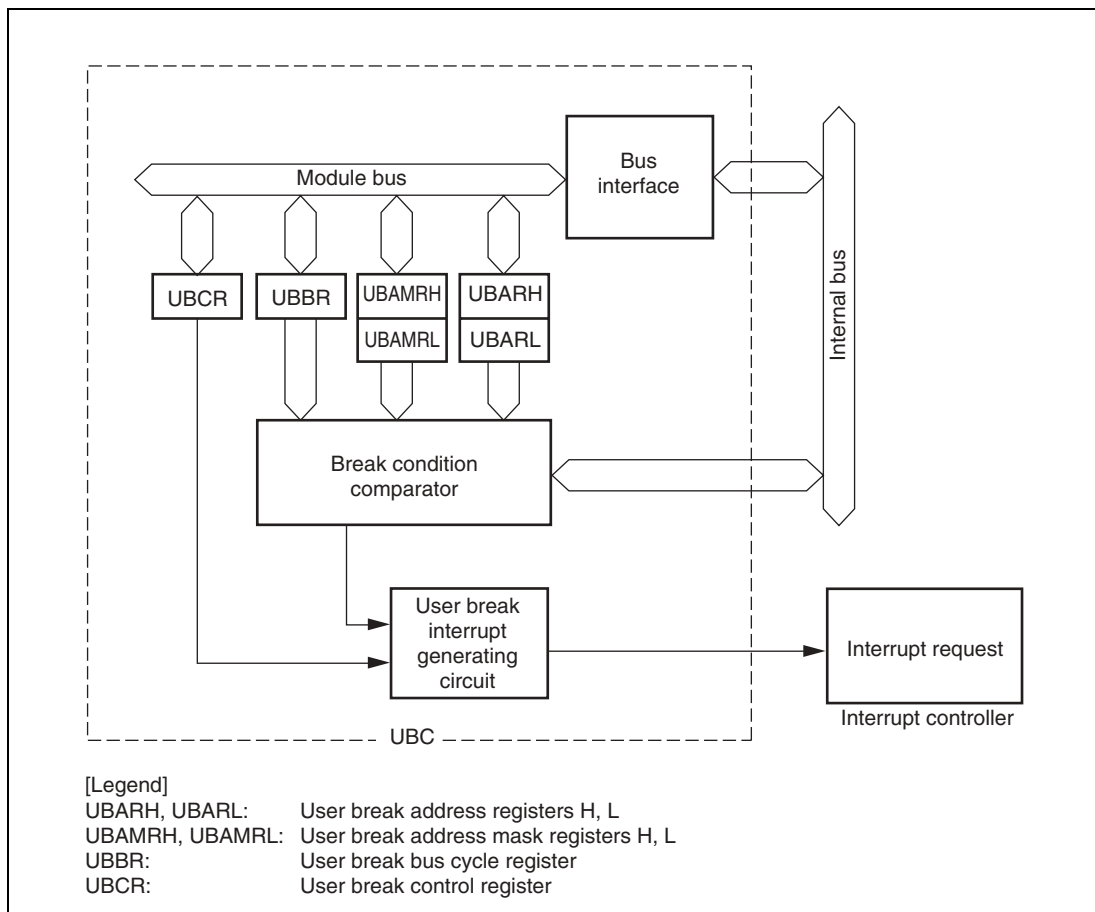 Bus
interface
Module bus
Internal bus
UBCR
UBBR
UBAMRH
UBARH
UBAMRL
UBARL
Break condition
comparator
User break
interrupt
generating
circuit
Interrupt request
Interrupt controller
UBC
[Legend]
UBARH, UBARL: User break address registers H, L
UBAMRH, UBAMRL: User break address mask registers H, L
UBBR: User break bus cycle register
UBCR: User break control register